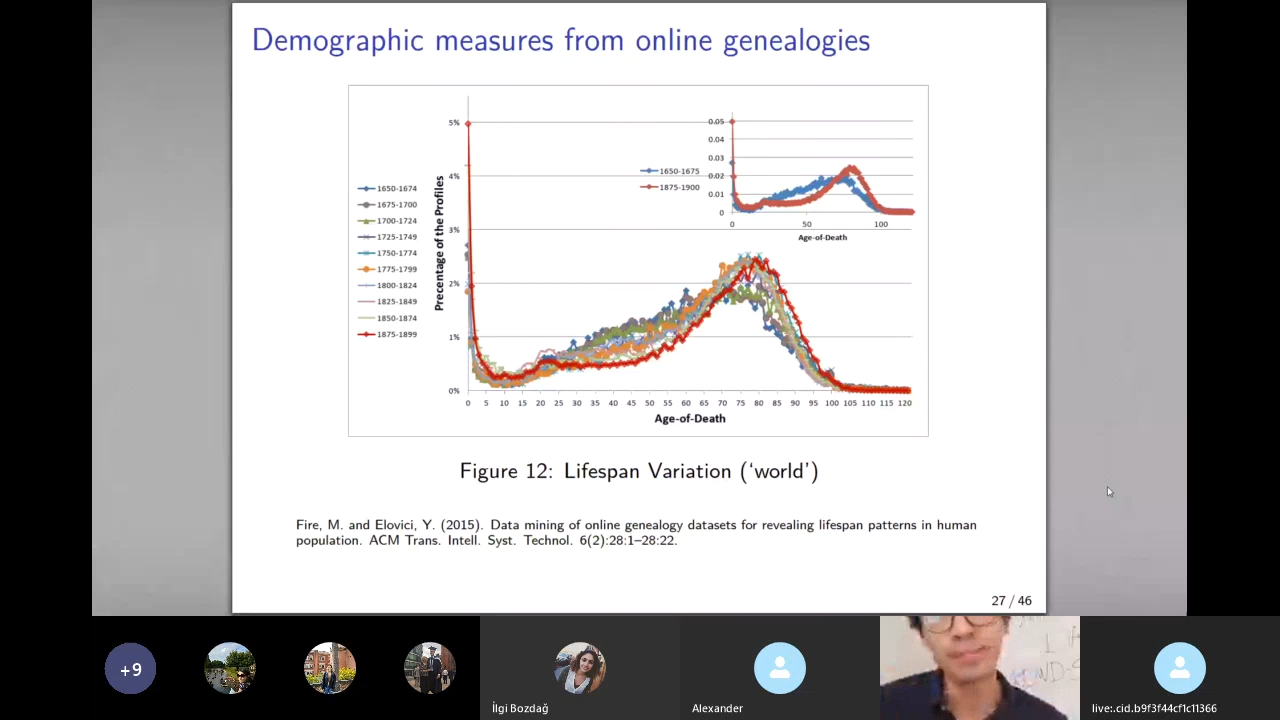 Demographic measures from online genealogies
5%
4%
3%
2%
1%
0%
Precentage of the Profiles
1650-1674
1675-1700
1700-1724
1725-1749
1750-1774
1775-1799
1800-1824
1825-1849
1850-1874
1875-1899
0 5 10 15 20 25 30 35 40 45 50 55 60 65 70 75 80 85 90 95 100 105 110 115 120
Age-of-Death
1650-1675
1875-1900
0.05
0.04
0.03
0.02
0.01
0
0 50 100
Age-of-Death
Figure 12: Lifespan Variation (‘world’)
Fire, M. and Elovici, Y. (2015). Data mining of online genealogy datasets for revealing lifespan patterns in human
population. ACM Trans. Intell. Syst. Technol. 6(2):28:1–28:22.
27 / 46
+9
İlgi Bozdağ
Alexander
live:.cid.b9f3f44cf1c11366